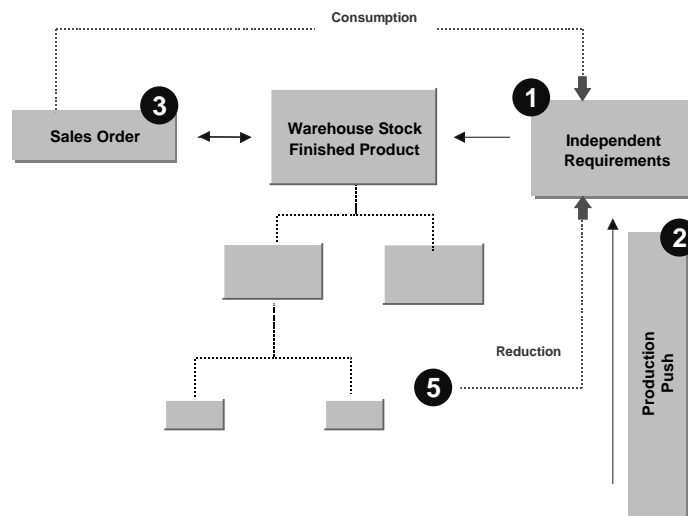 Consumption
3
1
Sales Order
Warehouse Stock
Finished Product
Independent
Requirements
2
Reduction
5
Production
Push